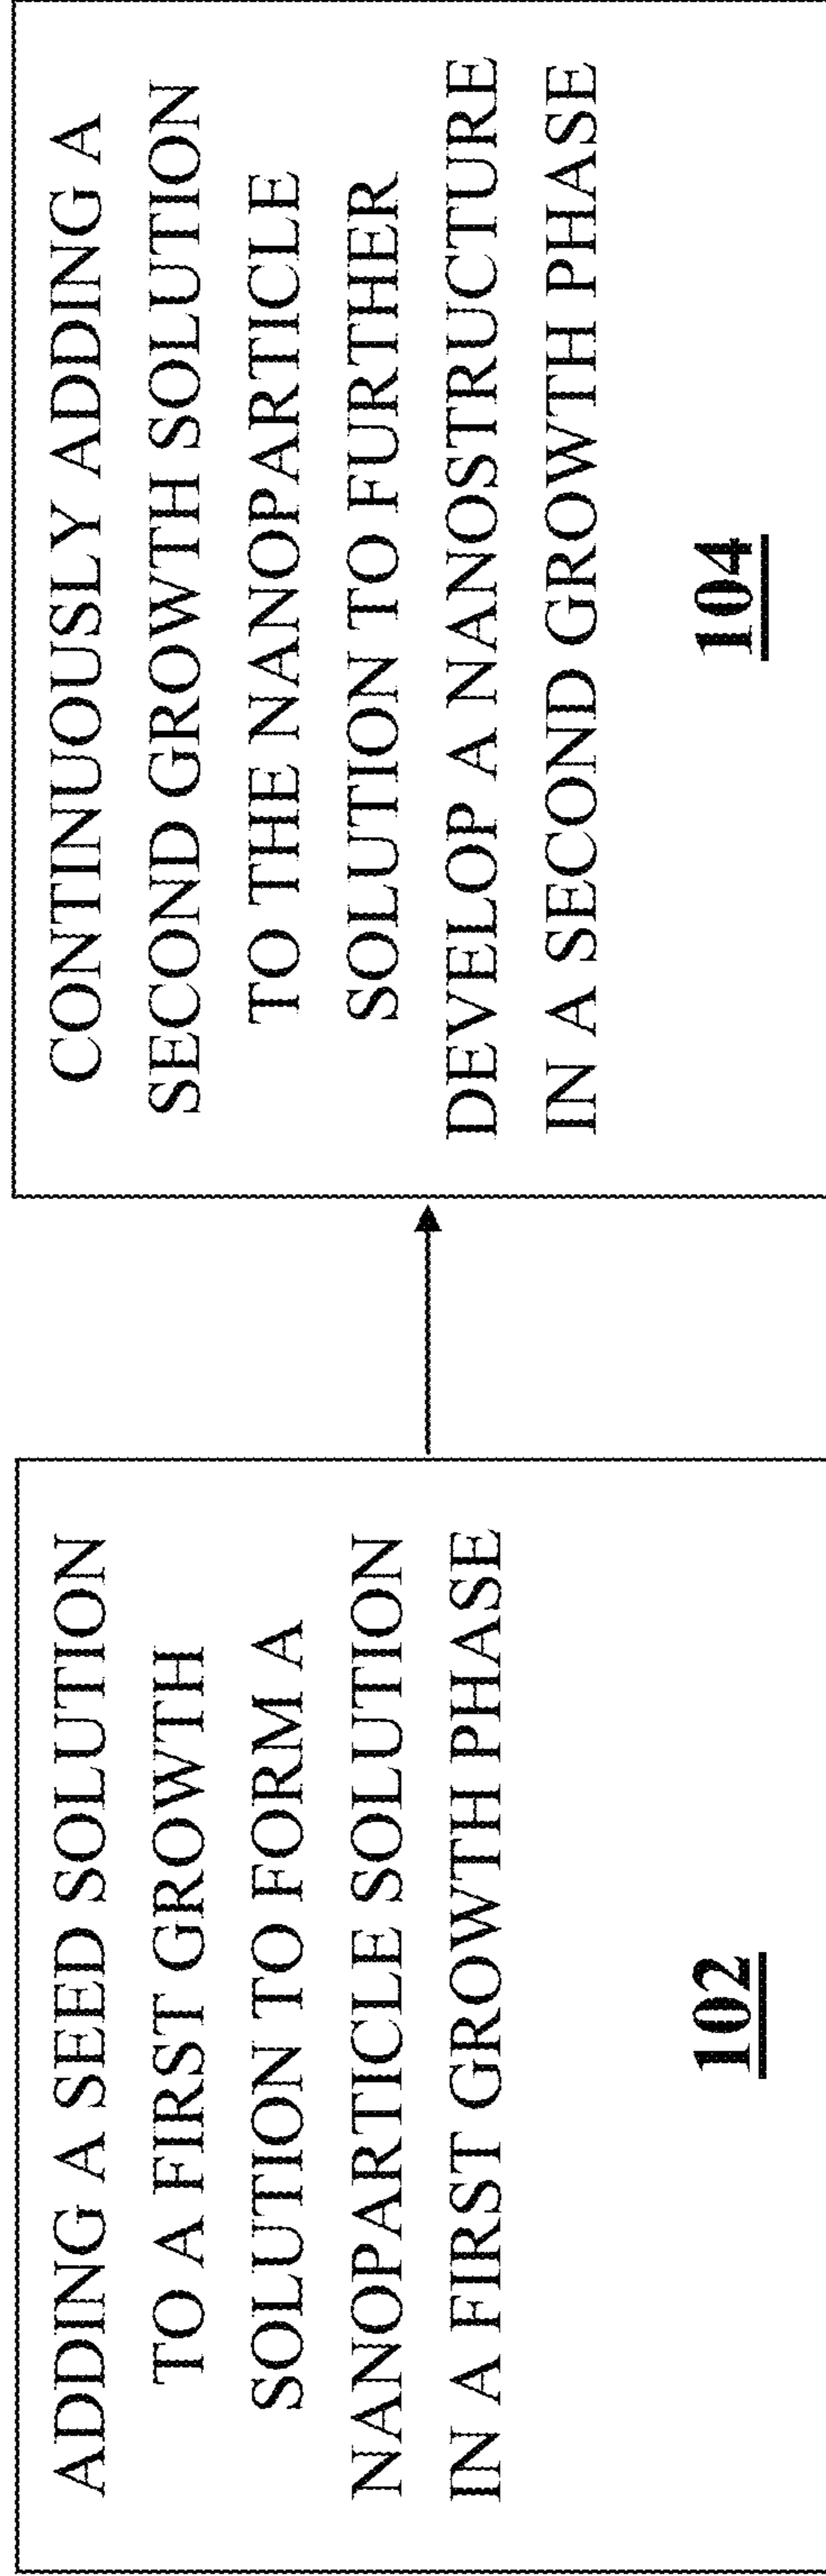 ADDING A SEED SOLUTION
TO A FIRST GROWTH
SOLUTION TO FORM A
NANOPARTICLE SOLUTION
IN A FIRST GROWTH PHASE
102
CONTINUOUSLY ADDING A
SECOND GROWTH SOLUTION
TO THE NANOPARTICLE
SOLUTION TO FURTHER
DEVELOP A NANOSTRUCTURE
IN A SECOND GROWTH PHASE
104